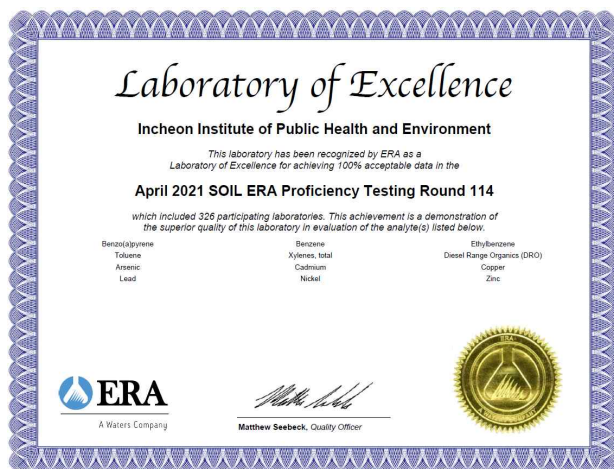 Laboratory of Excellence
Incheon Institute of Public Health and Environment
This laboratory has been recognized by ERA as a
Laboratory of Excellence for achieving 100% acceptable data in the
April 2021 SOIL ERA Proficiency Testing Round 114
which included 326 participating laboratories. This achievement is a demonstration of
the superior quality of this laboratory in evaluation of the analyte(s) listed below.
Benzo(a)pyrene Benzene Ethylbenzene
Toluene Xylenes, total Diesel Range Organics (DRO)
Arsenic Cadmium Copper
Lead Nickel Zinc
ERA
A Waters Company
Matthew Seebeck, Quality Officer
ERA
A WATERS COMPANY